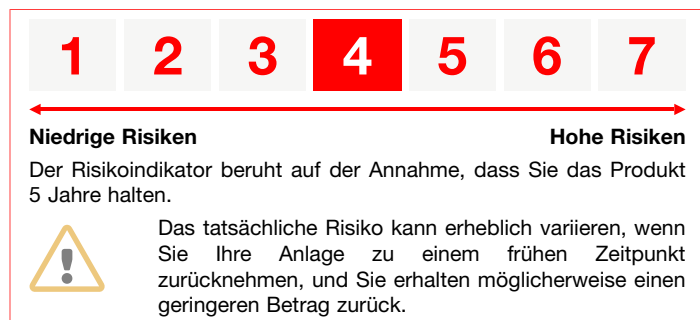 1 2 3 4 5 6 7
Niedrige Risiken Hohe Risiken
Der Risikoindikator beruht auf der Annahme, dass Sie das Produkt
5 Jahre halten.
Das tatsächliche Risiko kann erheblich variieren, wenn
Sie Ihre Anlage zu einem frühen Zeitpunkt
zurücknehmen, und Sie erhalten möglicherweise einen
geringeren Betrag zurück.